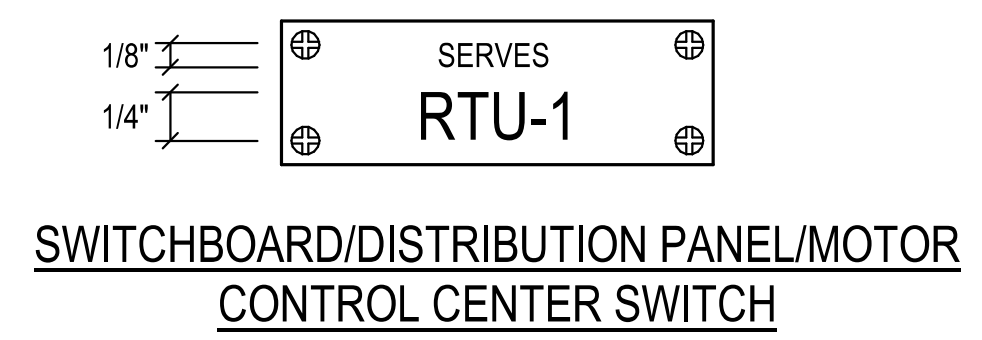 1/8"
SERVES
1/4"
RTU-1
SWITCHBOARD/DISTRIBUTION PANEL/MOTOR
CONTROL CENTER SWITCH